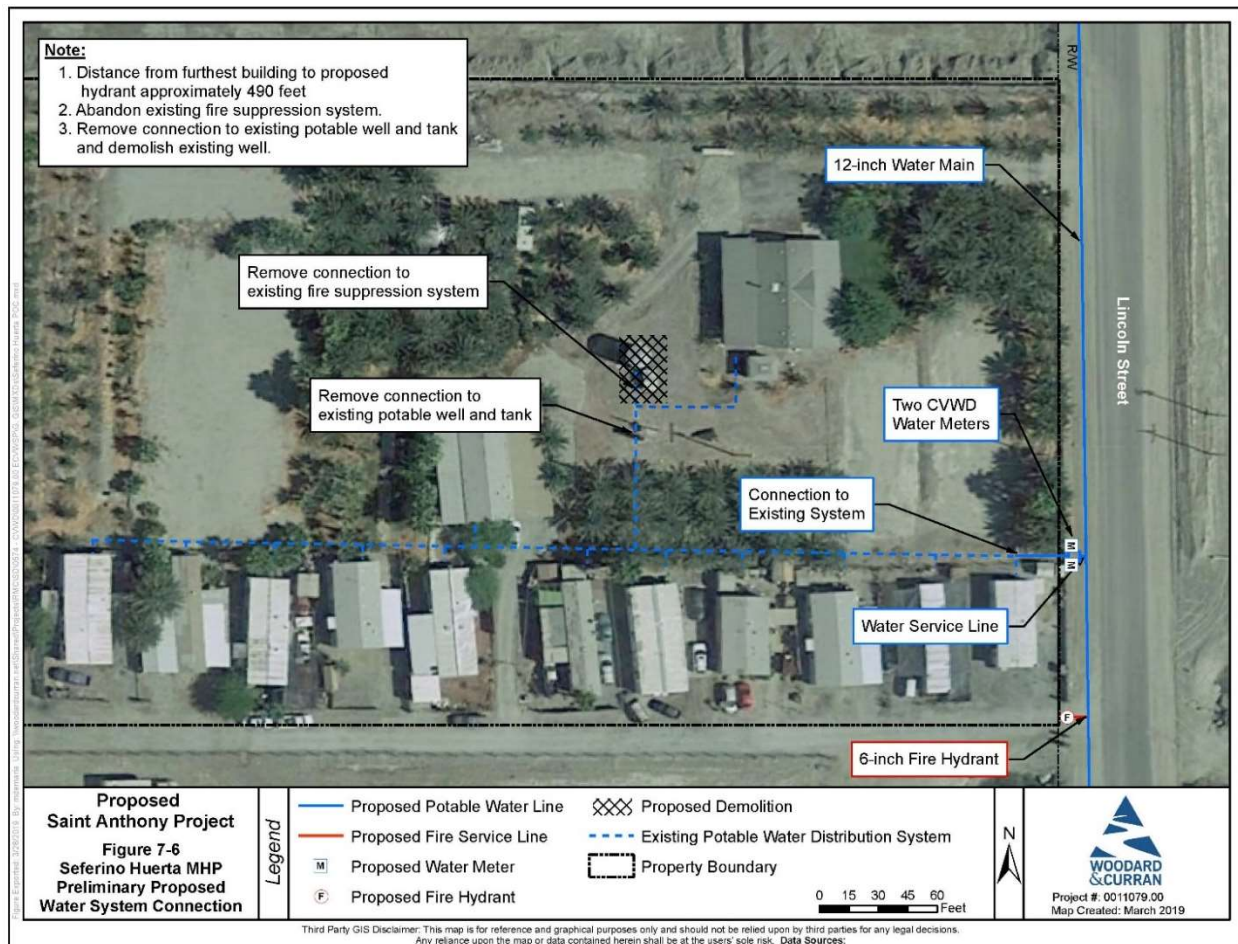 Note:
1. Distance from furthest building to proposed
hydrant approximately 490 feet
2. Abandon existing fire suppression system.
3. Remove connection to existing potable well and tank
and demolish existing well.
R/W
12-inch Water Main
Remove connection to
existing fire suppression system
Lincoln Street
Remove connection to
existing potable well and tank
Two CVWD
Water Meters
Connection to
Existing System
M
M
Water Service Line
F
6-inch Fire Hydrant
Proposed
Saint Anthony Project
Figure 7-6
Seferino Huerta MHP
Preliminary Proposed
Water System Connection
Legend
Proposed Potable Water Line
Proposed Fire Service Line
M Proposed Water Meter
F Proposed Fire Hydrant
Proposed Demolition
Existing Potable Water Distribution System
Property Boundary
0 15 30 45 60
Feet
N
WOODARD
&CURRAN
Project #: 0011079.00
Map Created: March 2019
Third Party GIS Disclaimer: This map is for reference and graphical purposes only and should not be relied upon by third parties for any legal decisions.
Any reliance upon the map or data contained herein shall be at the users' sole risk. Data Sources: